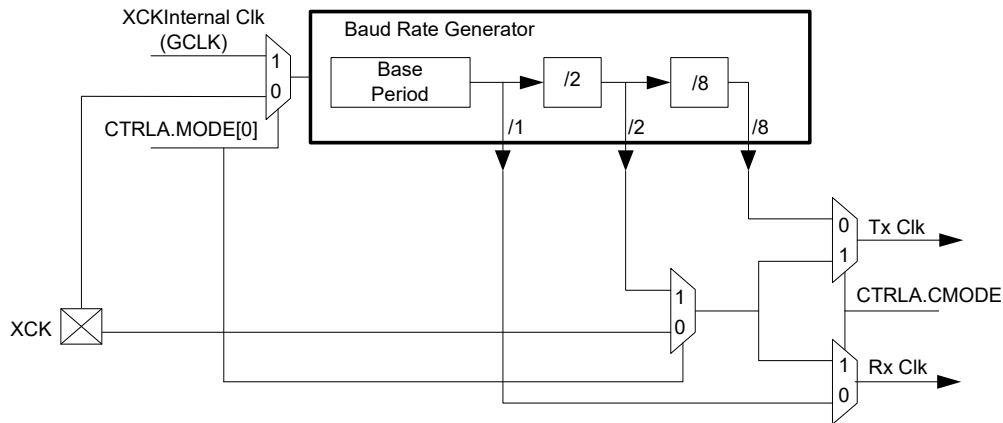 XCKInternal Clk
(GCLK)
Baud Rate Generator
1
0
Base
Period
/2
/8
CTRLA.MODE[0]
/1
/2
/8
0
Tx Clk
1
1
CTRLA.CMODE
XCK
0
1
Rx Clk
0